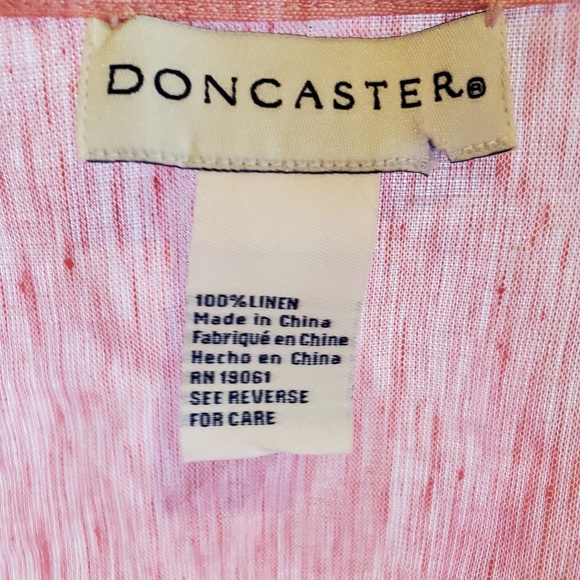 DONCASTER®
100% LINEN
Made in China
Fabriqué en Chine
Hecho en China
RN 19061
SEE REVERSE
FOR CARE